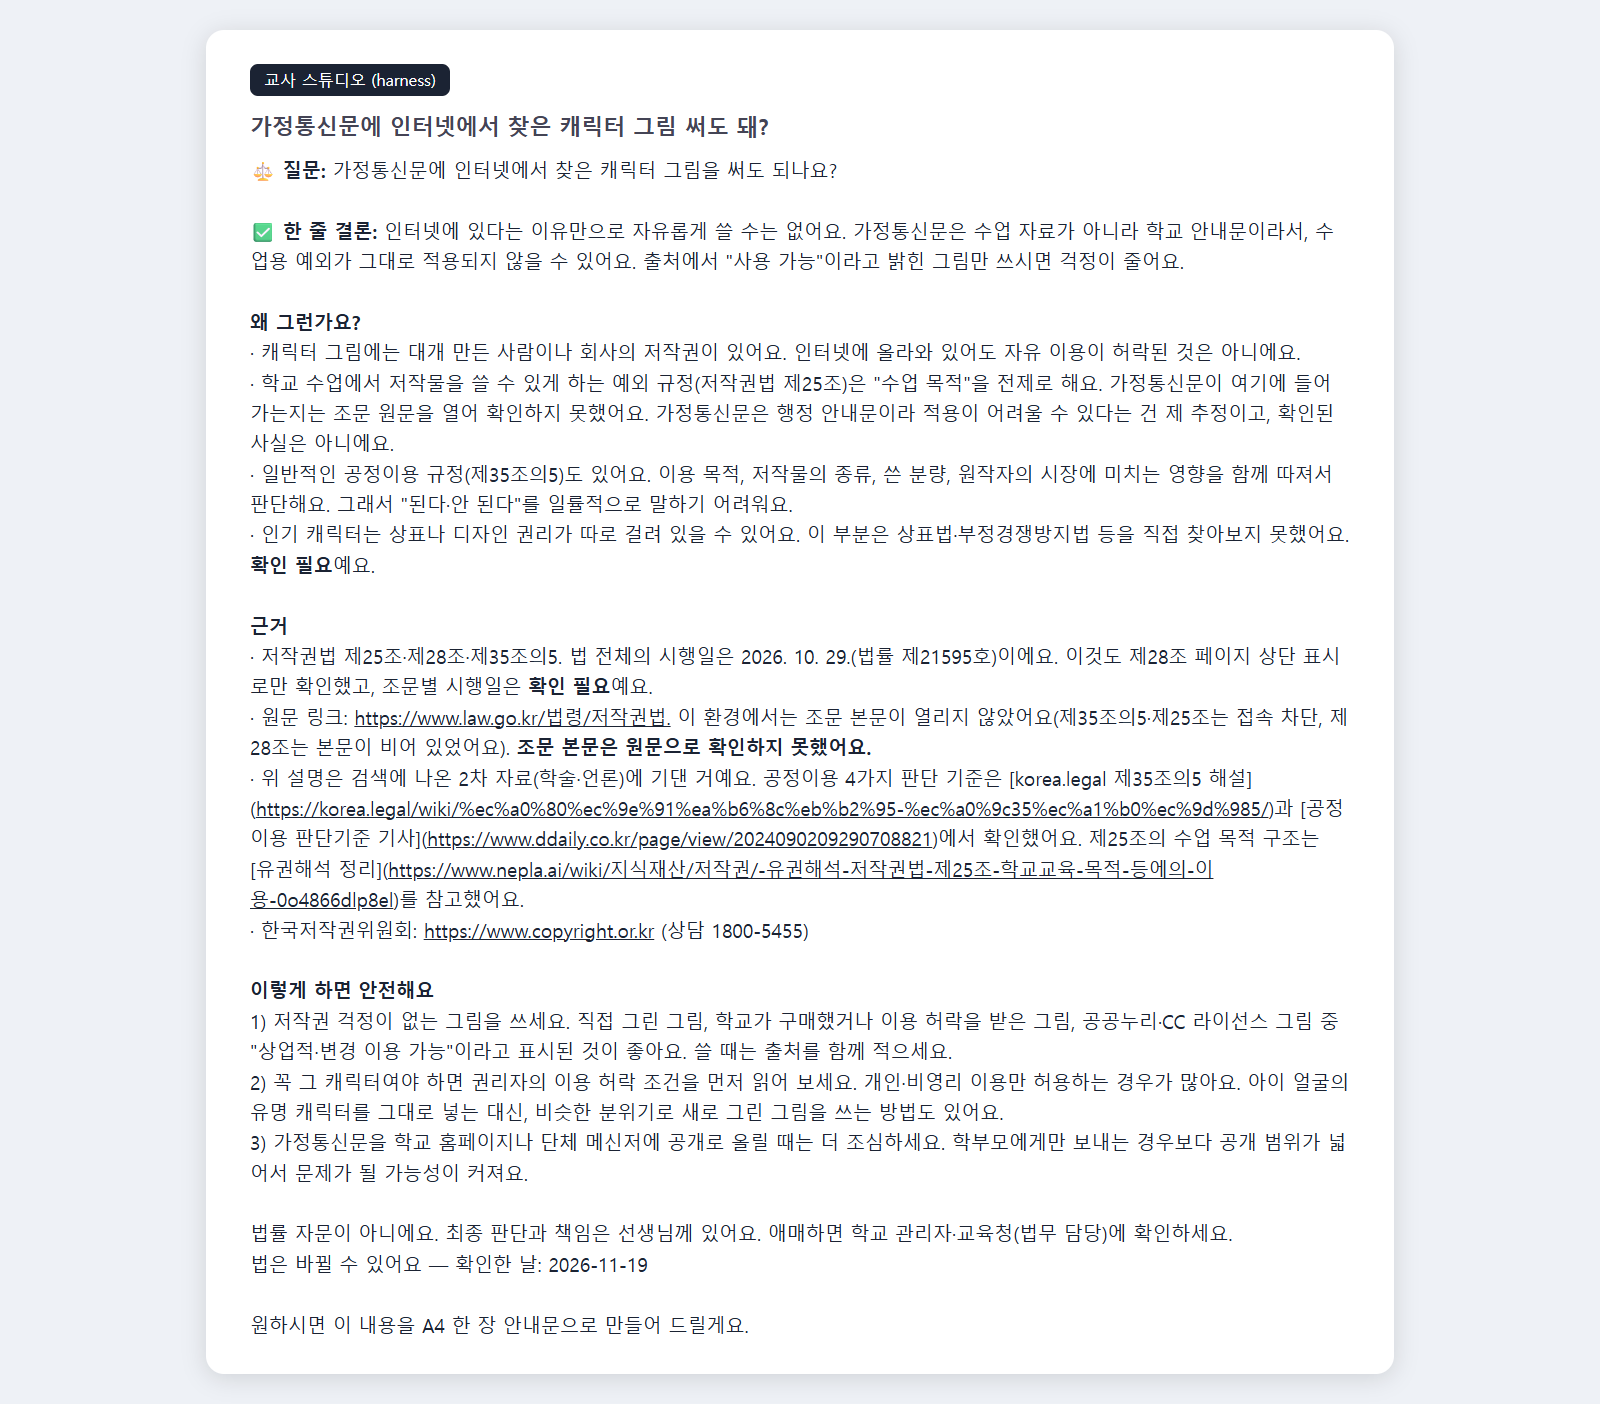 교사 스튜디오 (harness)
가정통신문에 인터넷에서 찾은 캐릭터 그림 써도 돼?
⚖️ 질문: 가정통신문에 인터넷에서 찾은 캐릭터 그림을 써도 되나요?
✅ 한 줄 결론: 인터넷에 있다는 이유만으로 자유롭게 쓸 수는 없어요. 가정통신문은 수업 자료가 아니라 학교 안내문이라서, 수
업용 예외가 그대로 적용되지 않을 수 있어요. 출처에서 "사용 가능"이라고 밝힌 그림만 쓰시면 걱정이 줄어요.
왜 그런가요?
· 캐릭터 그림에는 대개 만든 사람이나 회사의 저작권이 있어요. 인터넷에 올라와 있어도 자유 이용이 허락된 것은 아니에요.
· 학교 수업에서 저작물을 쓸 수 있게 하는 예외 규정(저작권법 제25조)은 "수업 목적"을 전제로 해요. 가정통신문이 여기에 들어
가는지는 조문 원문을 열어 확인하지 못했어요. 가정통신문은 행정 안내문이라 적용이 어려울 수 있다는 건 제 추정이고, 확인된
사실은 아니에요.
· 일반적인 공정이용 규정(제35조의5)도 있어요. 이용 목적, 저작물의 종류, 쓴 분량, 원작자의 시장에 미치는 영향을 함께 따져서
판단해요. 그래서 "된다·안 된다"를 일률적으로 말하기 어려워요.
· 인기 캐릭터는 상표나 디자인 권리가 따로 걸려 있을 수 있어요. 이 부분은 상표법·부정경쟁방지법 등을 직접 찾아보지 못했어요.
확인 필요예요.
근거
· 저작권법 제25조·제28조·제35조의5. 법 전체의 시행일은 2026. 10. 29.(법률 제21595호)이에요. 이것도 제28조 페이지 상단 표시
로만 확인했고, 조문별 시행일은 확인 필요예요.
· 원문 링크: https://www.law.go.kr/법령/저작권법. 이 환경에서는 조문 본문이 열리지 않았어요(제35조의5·제25조는 접속 차단, 제
28조는 본문이 비어 있었어요). 조문 본문은 원문으로 확인하지 못했어요.
· 위 설명은 검색에 나온 2차 자료(학술·언론)에 기댄 거예요. 공정이용 4가지 판단 기준은 [korea.legal 제35조의5 해설]
(https://korea.legal/wiki/%ec%a0%80%ec%9e%91%ea%b6%8c%eb%b2%95-%ec%a0%9c35%ec%a1%b0%ec%9d%985/)과 [공정
이용 판단기준 기사](https://www.ddaily.co.kr/page/view/2024090209290708821)에서 확인했어요. 제25조의 수업 목적 구조는
[유권해석 정리](https://www.nepla.ai/wiki/지식재산/저작권/-유권해석-저작권법-제25조-학교교육-목적-등에의-이
용-0o4866dlp8el)를 참고했어요.
· 한국저작권위원회: https://www.copyright.or.kr (상담 1800-5455)
이렇게 하면 안전해요
1) 저작권 걱정이 없는 그림을 쓰세요. 직접 그린 그림, 학교가 구매했거나 이용 허락을 받은 그림, 공공누리·CC 라이선스 그림 중
"상업적·변경 이용 가능"이라고 표시된 것이 좋아요. 쓸 때는 출처를 함께 적으세요.
2) 꼭 그 캐릭터여야 하면 권리자의 이용 허락 조건을 먼저 읽어 보세요. 개인·비영리 이용만 허용하는 경우가 많아요. 아이 얼굴의
유명 캐릭터를 그대로 넣는 대신, 비슷한 분위기로 새로 그린 그림을 쓰는 방법도 있어요.
3) 가정통신문을 학교 홈페이지나 단체 메신저에 공개로 올릴 때는 더 조심하세요. 학부모에게만 보내는 경우보다 공개 범위가 넓
어서 문제가 될 가능성이 커져요.
법률 자문이 아니에요. 최종 판단과 책임은 선생님께 있어요. 애매하면 학교 관리자·교육청(법무 담당)에 확인하세요.
법은 바뀔 수 있어요 — 확인한 날: 2026-11-19
원하시면 이 내용을 A4 한 장 안내문으로 만들어 드릴게요.